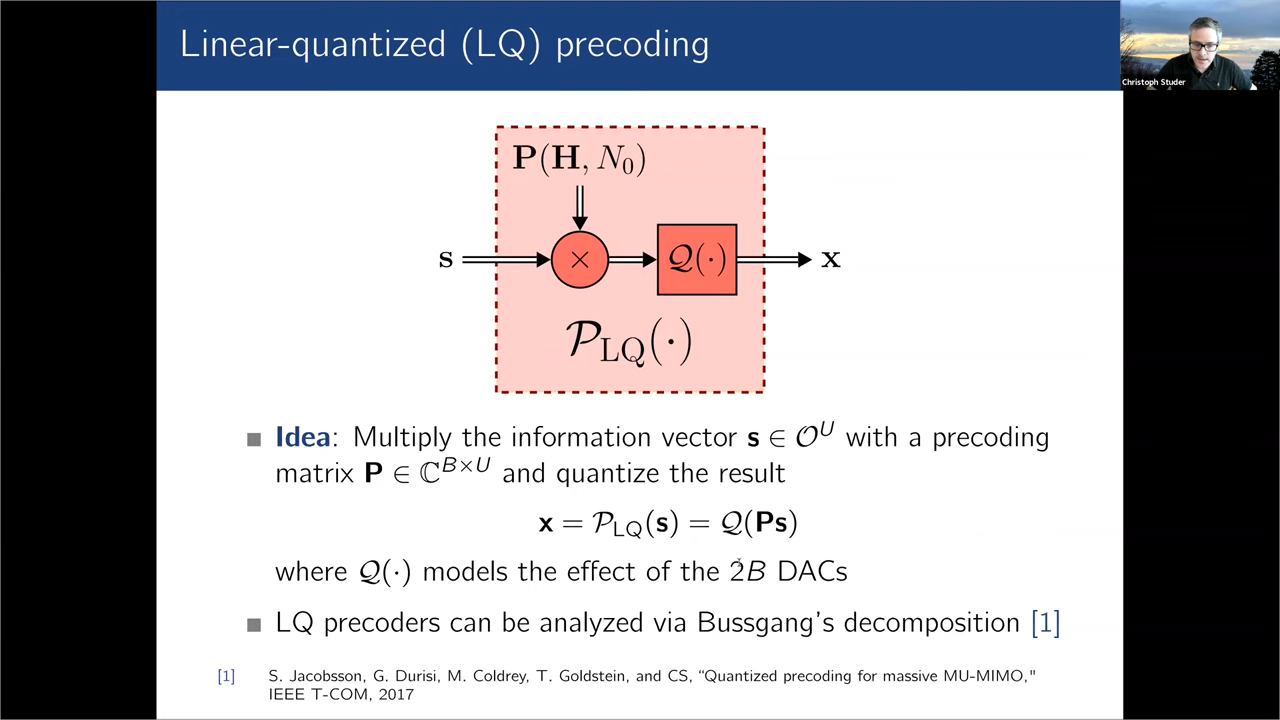 Linear-quantized (LQ) precoding
Christoph Studer
P(H, N₀)
s
×
Q(·)
x
P_LQ(·)
Idea: Multiply the information vector s ∈ O^U with a precoding
matrix P ∈ ℂ^{B×U} and quantize the result
x = P_LQ(s) = Q(Ps)
where Q(·) models the effect of the 2B DACs
LQ precoders can be analyzed via Bussgang's decomposition [1]
[1] S. Jacobsson, G. Durisi, M. Coldrey, T. Goldstein, and CS, “Quantized precoding for massive MU-MIMO,"
IEEE T-COM, 2017